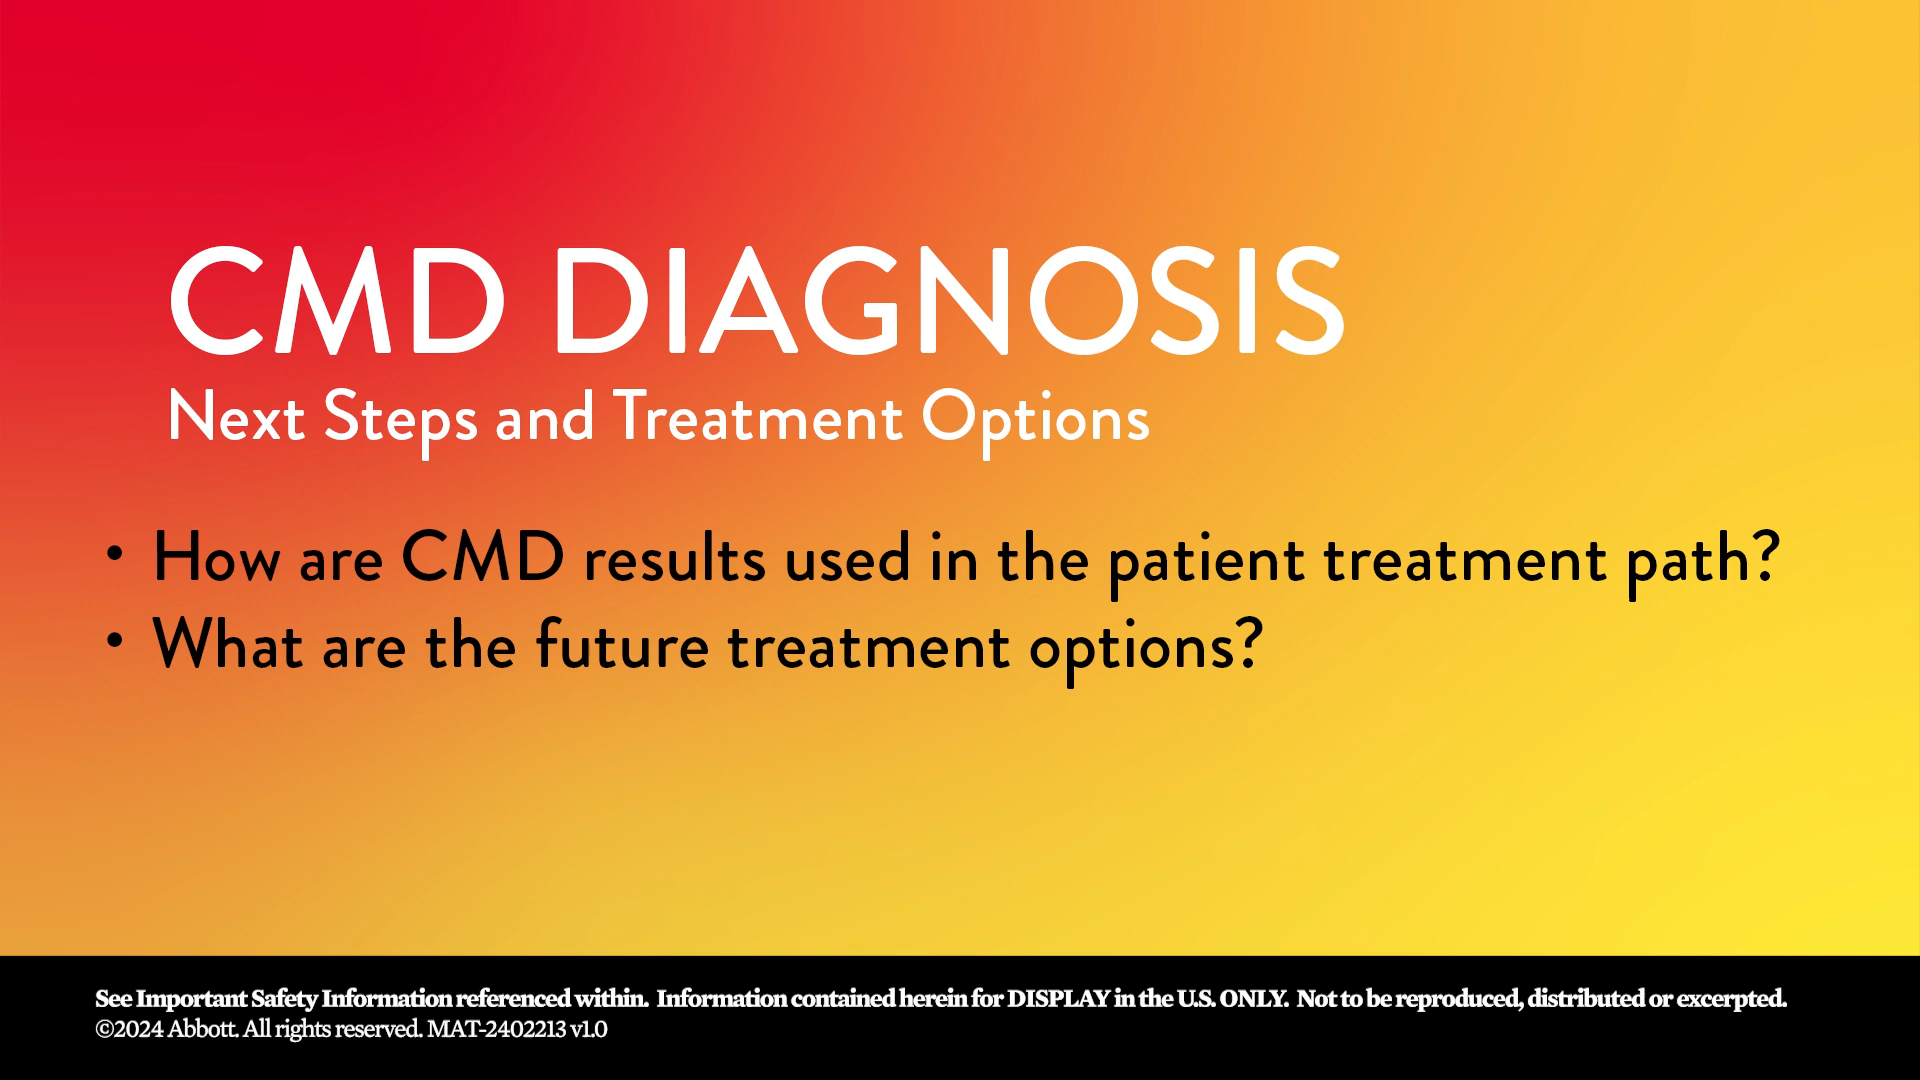 CMD DIAGNOSIS
Next Steps and Treatment Options
• How are CMD results used in the patient treatment path?
• What are the future treatment options?
See Important Safety Information referenced within. Information contained herein for DISPLAY in the U.S. ONLY. Not to be reproduced, distributed or excerpted.
©2024 Abbott. All rights reserved. MAT-2402213 v1.0